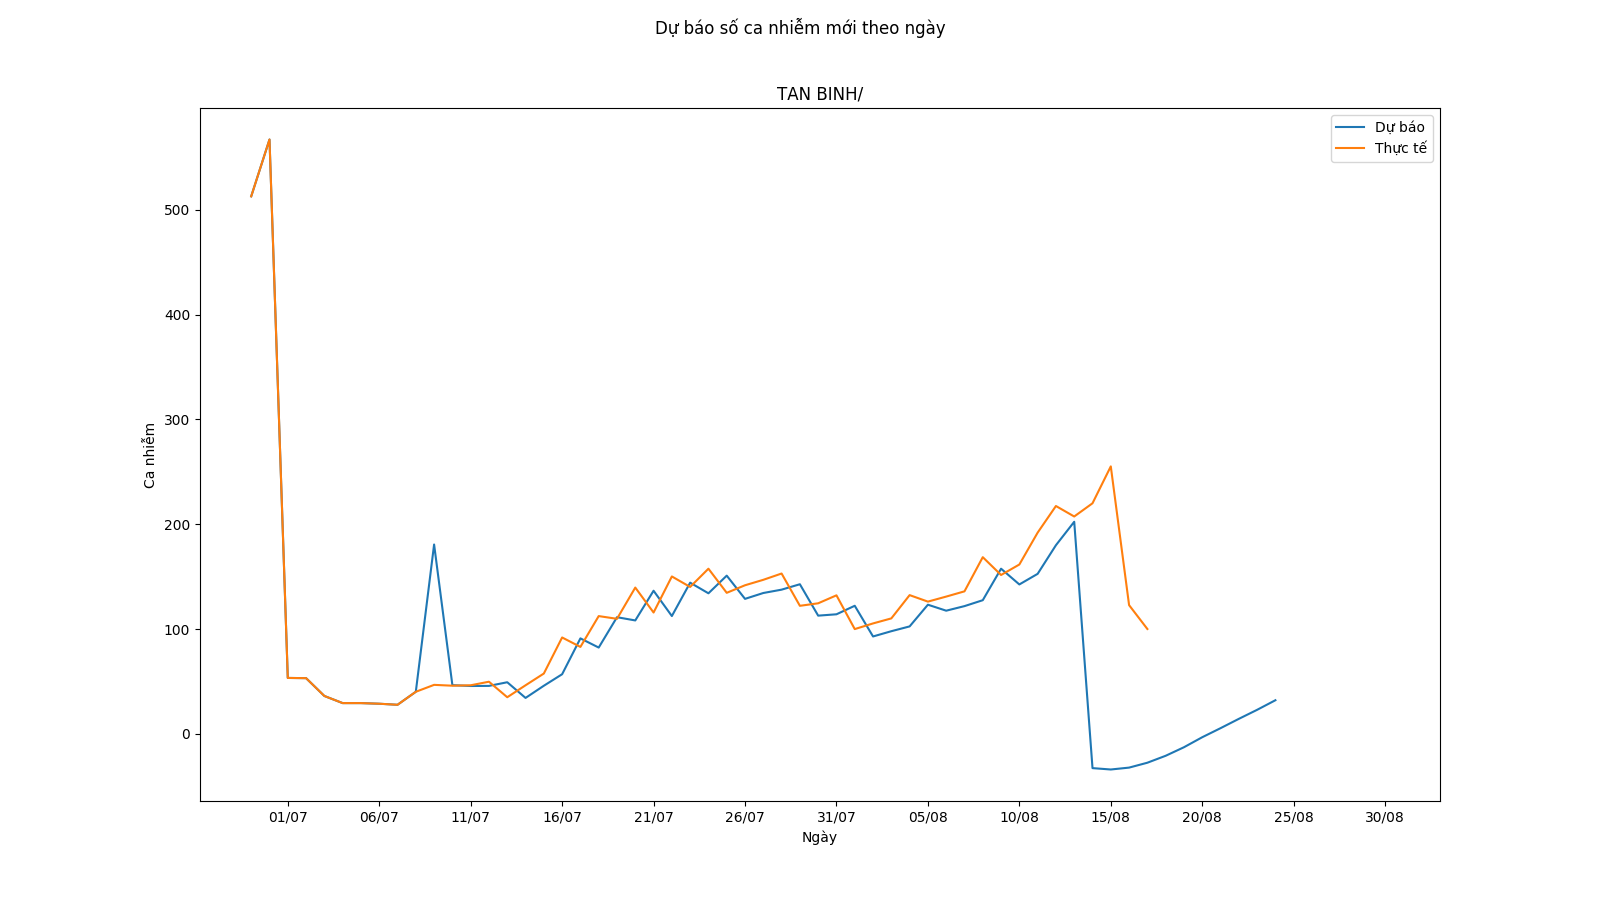 Dự báo số ca nhiễm mới theo ngày
TAN BINH/
Dự báo
Thực tế
500
400
300
200
100
0
Ca nhiễm
01/07 06/07 11/07 16/07 21/07 26/07 31/07 05/08 10/08 15/08 20/08 25/08 30/08
Ngày